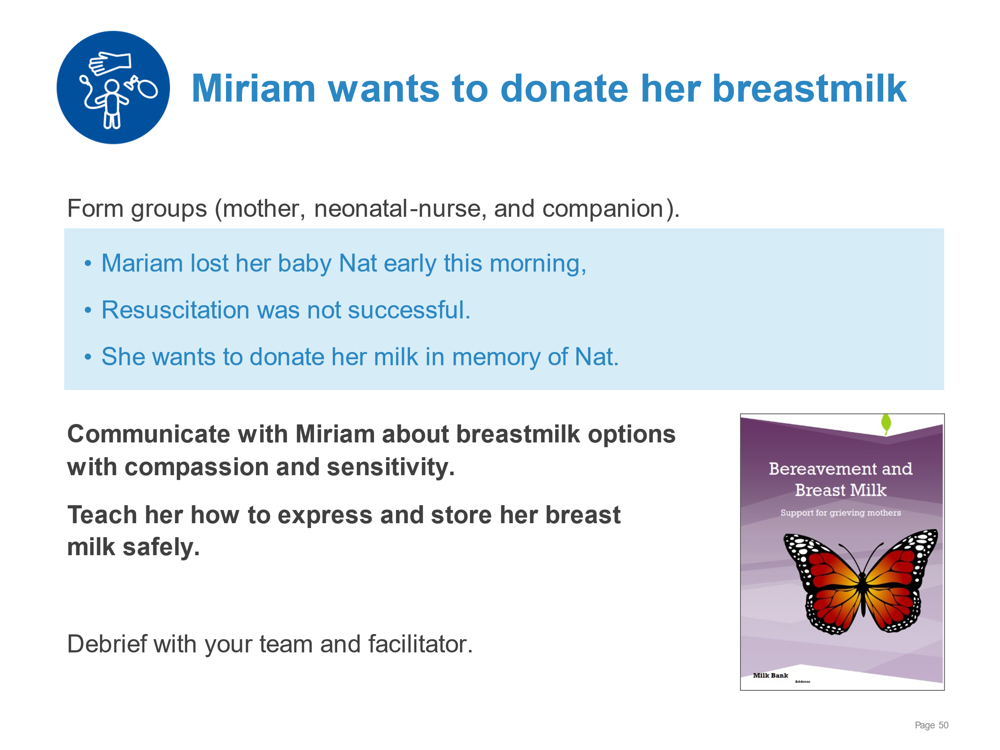 Miriam wants to donate her breastmilk
Form groups (mother, neonatal-nurse, and companion).
• Mariam lost her baby Nat early this morning,
• Resuscitation was not successful.
• She wants to donate her milk in memory of Nat.
Communicate with Miriam about breastmilk options
with compassion and sensitivity.
Teach her how to express and store her breast
milk safely.
Debrief with your team and facilitator.
Bereavement and
Breast Milk
Support for grieving mothers
Milk Bank
Address
Page 50